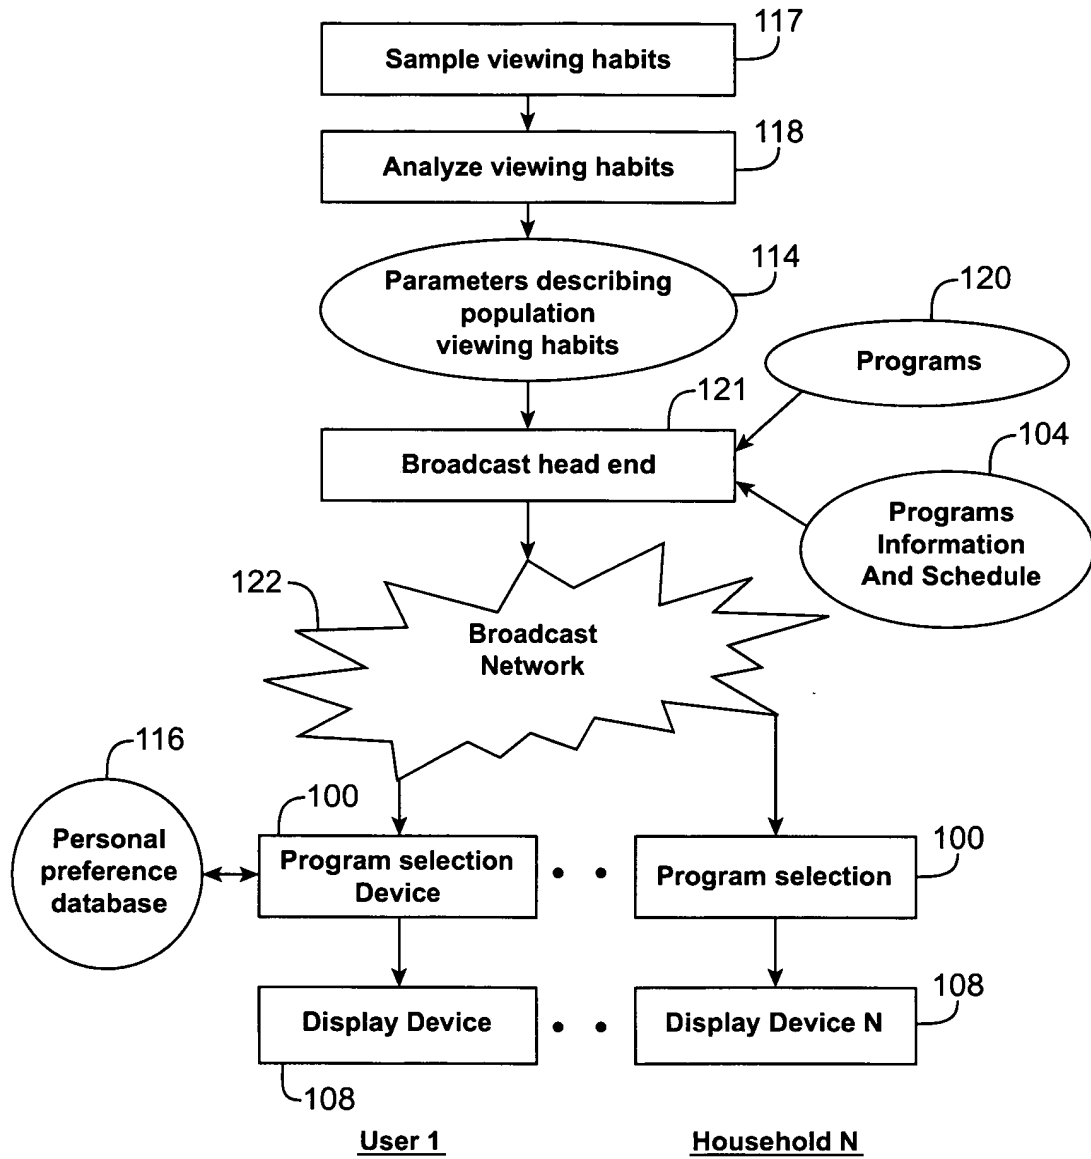 117
Sample viewing habits
118
Analyze viewing habits
114
Parameters describing
population
viewing habits
120
Programs
121
Broadcast head end
104
Programs
Information
And Schedule
122
Broadcast
Network
116
Personal
preference
database
100
Program selection
Device
100
Program selection
Display Device
108
Display Device N
108
User 1
Household N